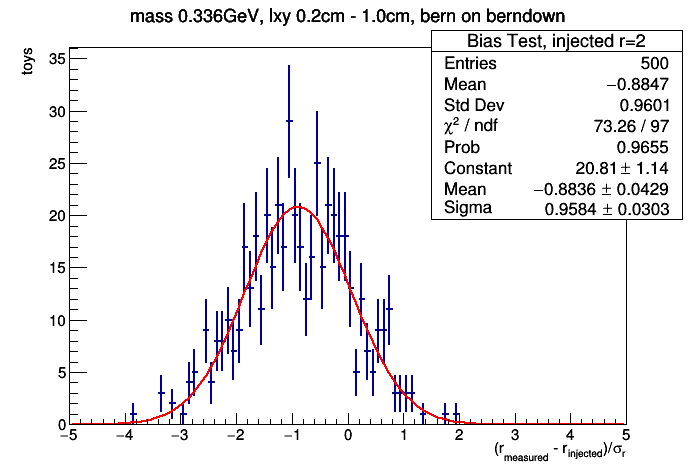 mass 0.336GeV, lxy 0.2cm - 1.0cm, bern on berndown
Bias Test, injected r=2
Entries 500
Mean −0.8847
Std Dev 0.9601
χ² / ndf 73.26 / 97
Prob 0.9655
Constant 20.81 ± 1.14
Mean −0.8836 ± 0.0429
Sigma 0.9584 ± 0.0303
toys
35
30
25
20
15
10
5
0
−5 −4 −3 −2 −1 0 1 2 3 4 5
(r_measured - r_injected)/σ_r